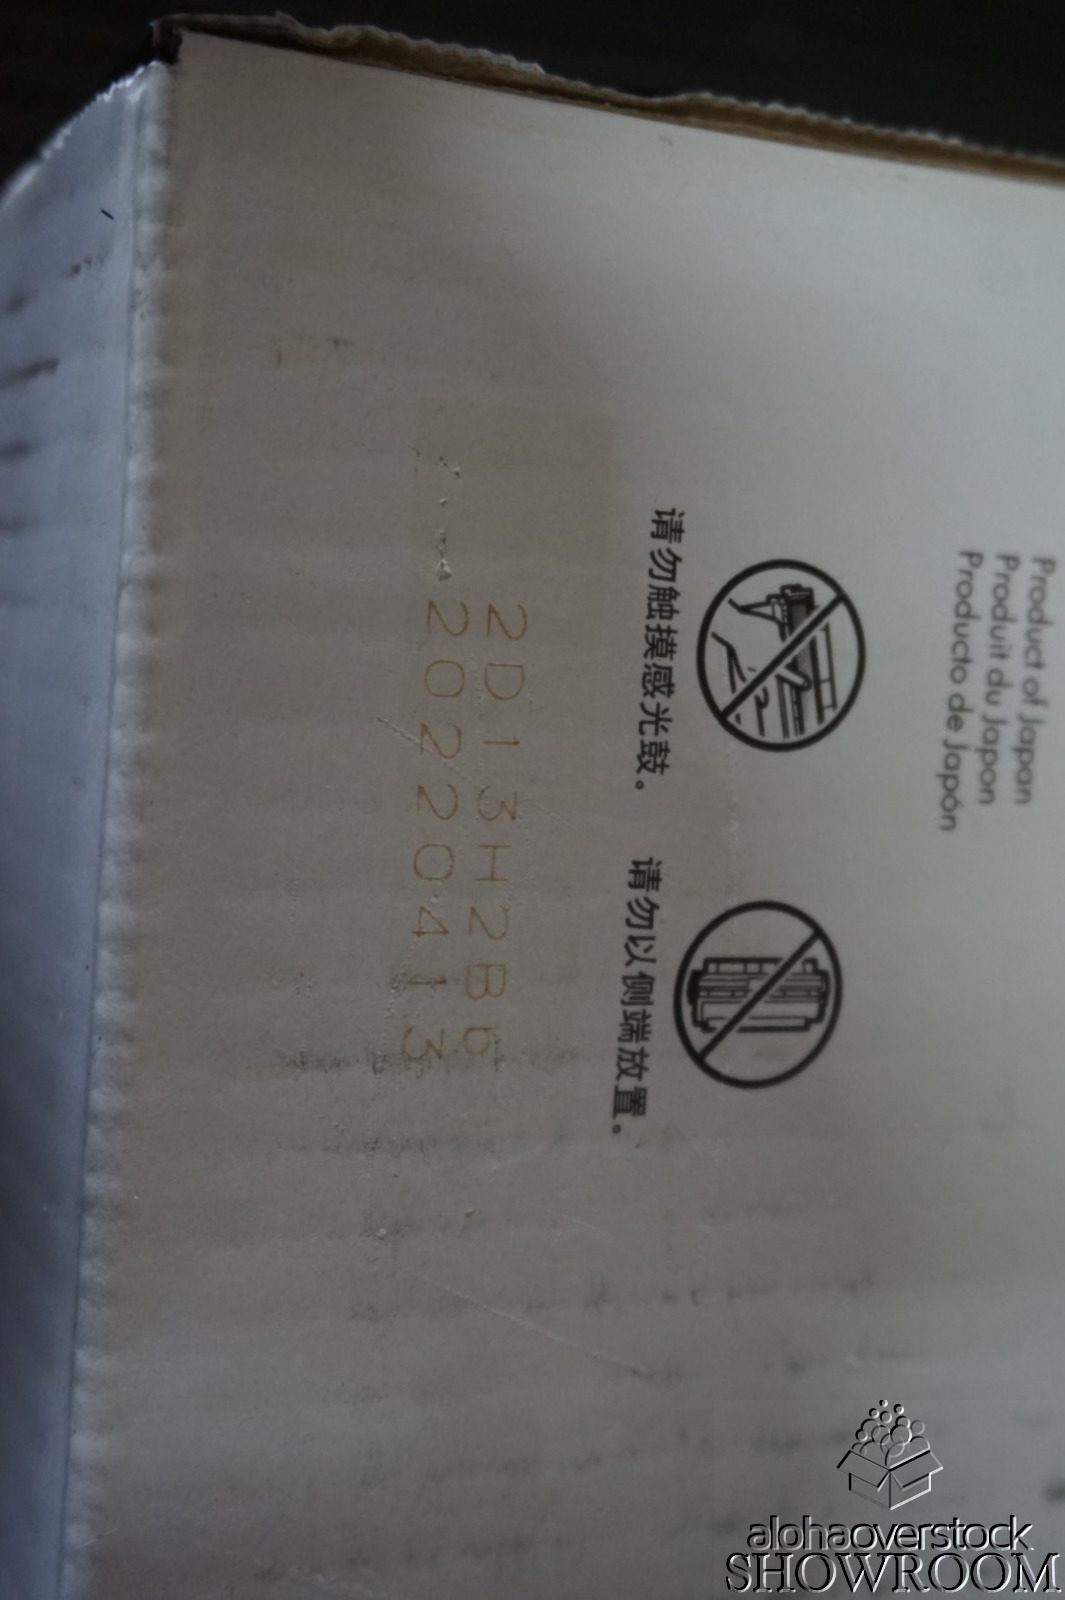 Product of Japan
Produit du Japon
Producto de Japón
请勿触摸感光鼓。
请勿以侧端放置。
2D13H2B6
20220413
alohaoverstock
SHOWROOM